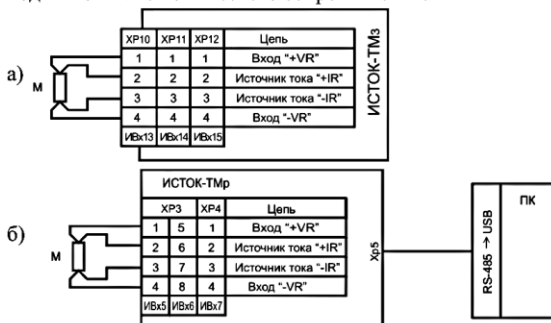 а)
М
XP10 XP11 XP12 Цепь
1 1 1 Вход "+VR"
2 2 2 Источник тока "+IR"
3 3 3 Источник тока "-IR"
4 4 4 Вход "-VR"
ИВх13 ИВх14 ИВх15
ИСТОК-ТМз
б)
М
ИСТОК-ТМр
XP3 XP4 Цепь
1 5 1 Вход "+VR"
2 6 2 Источник тока "+IR"
3 7 3 Источник тока "-IR"
4 8 4 Вход "-VR"
ИВх5 ИВх6 ИВх7
Хр5
RS-485 → USB
ПК